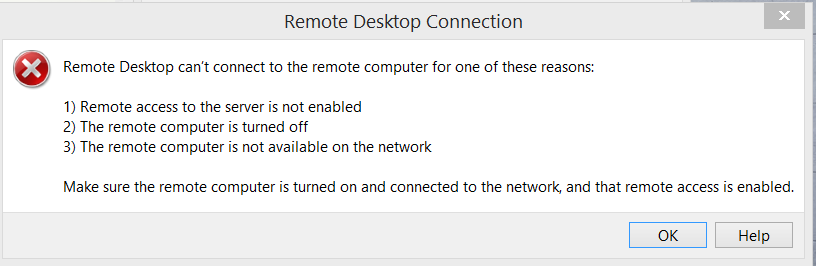 Remote Desktop Connection
Remote Desktop can't connect to the remote computer for one of these reasons:
1) Remote access to the server is not enabled
2) The remote computer is turned off
3) The remote computer is not available on the network
Make sure the remote computer is turned on and connected to the network, and that remote access is enabled.
OK
Help